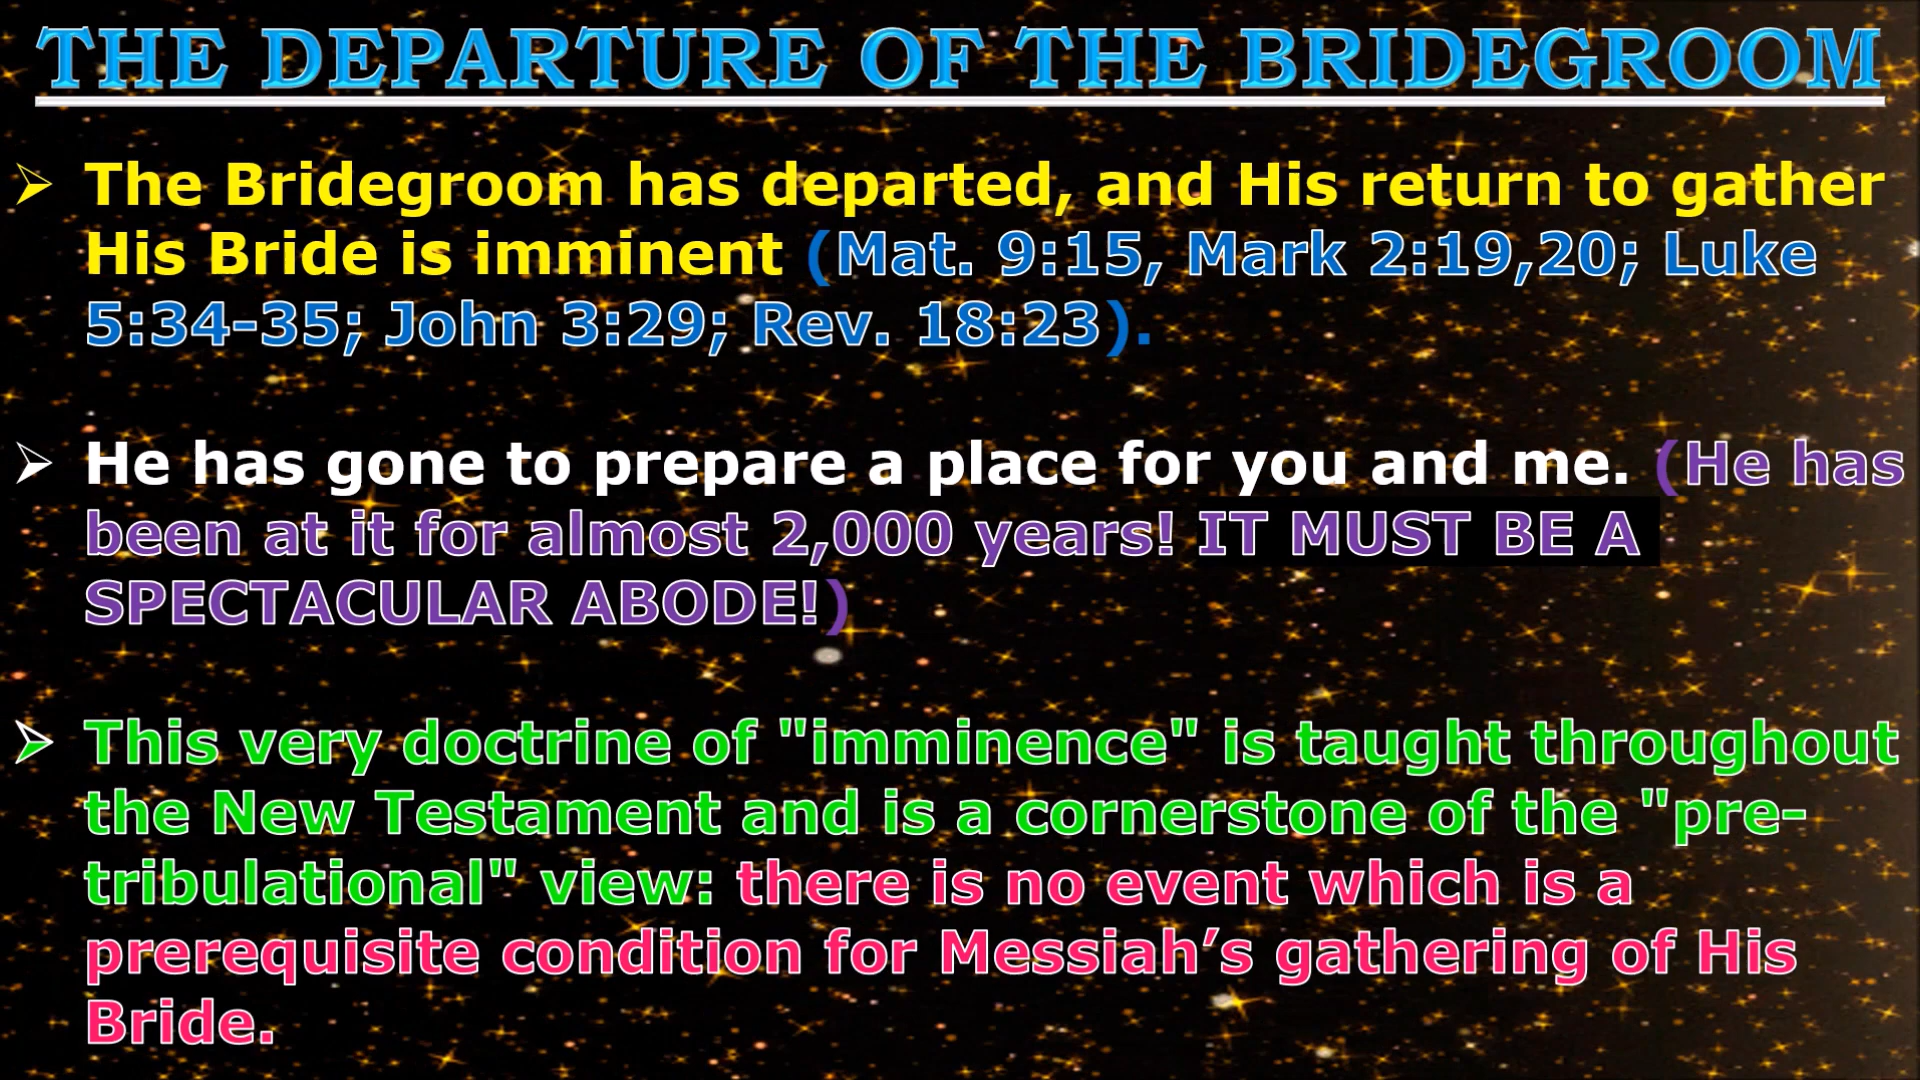 THE DEPARTURE OF THE BRIDEGROOM
➢ The Bridegroom has departed, and His return to gather
His Bride is imminent (Mat. 9:15, Mark 2:19,20; Luke
5:34-35; John 3:29; Rev. 18:23).
➢ He has gone to prepare a place for you and me. (He has
been at it for almost 2,000 years! IT MUST BE A
SPECTACULAR ABODE!)
➢ This very doctrine of "imminence" is taught throughout
the New Testament and is a cornerstone of the "pre-
tribulational" view: there is no event which is a
prerequisite condition for Messiah’s gathering of His
Bride.